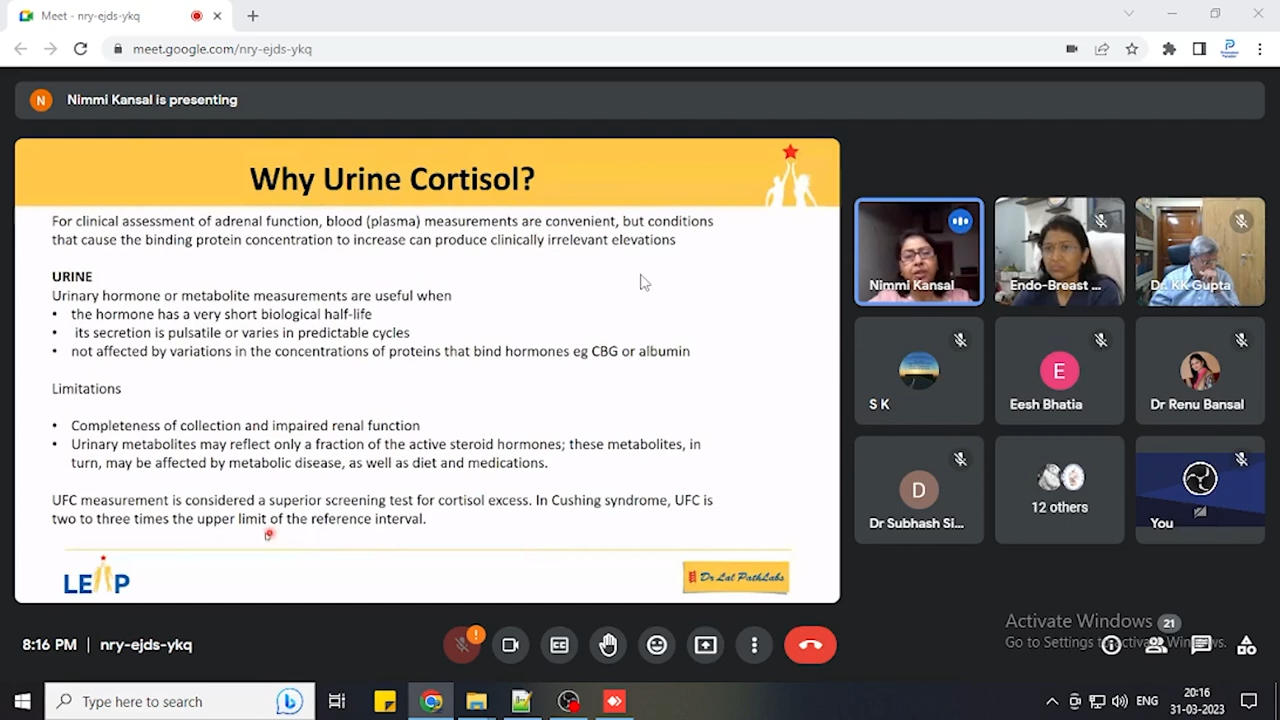 Meet - nry-ejds-ykq
meet.google.com/nry-ejds-ykq
N
Nimmi Kansal is presenting
Why Urine Cortisol?
For clinical assessment of adrenal function, blood (plasma) measurements are convenient, but conditions
that cause the binding protein concentration to increase can produce clinically irrelevant elevations
URINE
Urinary hormone or metabolite measurements are useful when
• the hormone has a very short biological half-life
• its secretion is pulsatile or varies in predictable cycles
• not affected by variations in the concentrations of proteins that bind hormones eg CBG or albumin
Limitations
• Completeness of collection and impaired renal function
• Urinary metabolites may reflect only a fraction of the active steroid hormones; these metabolites, in
turn, may be affected by metabolic disease, as well as diet and medications.
UFC measurement is considered a superior screening test for cortisol excess. In Cushing syndrome, UFC is
two to three times the upper limit of the reference interval.
LEAP
Dr Lal PathLabs
Nimmi Kansal
Endo-Breast ...
Dr. KK Gupta
S K
E
Eesh Bhatia
Dr Renu Bansal
D
Dr Subhash Si...
12 others
You
Activate Windows
Go to Settings to activate Windows.
21
8:16 PM | nry-ejds-ykq
CC
Type here to search
ENG
20:16
31-03-2023